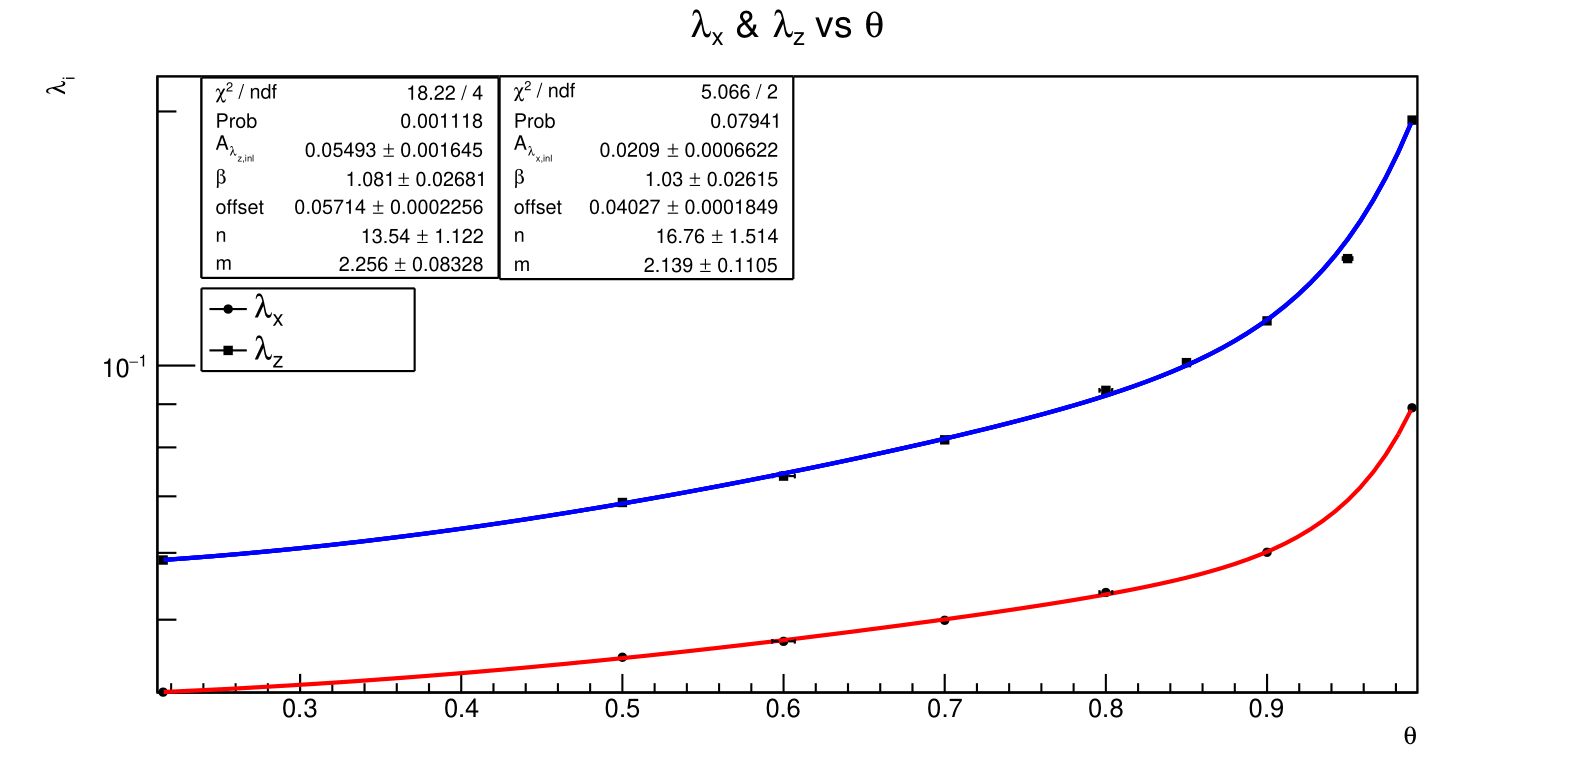 λx & λz vs θ
λi
χ2 / ndf 18.22 / 4
Prob 0.001118
Aλz,inl 0.05493 ± 0.001645
β 1.081 ± 0.02681
offset 0.05714 ± 0.0002256
n 13.54 ± 1.122
m 2.256 ± 0.08328
χ2 / ndf 5.066 / 2
Prob 0.07941
Aλx,inl 0.0209 ± 0.0006622
β 1.03 ± 0.02615
offset 0.04027 ± 0.0001849
n 16.76 ± 1.514
m 2.139 ± 0.1105
λx
λz
10−1
0.3 0.4 0.5 0.6 0.7 0.8 0.9
θ